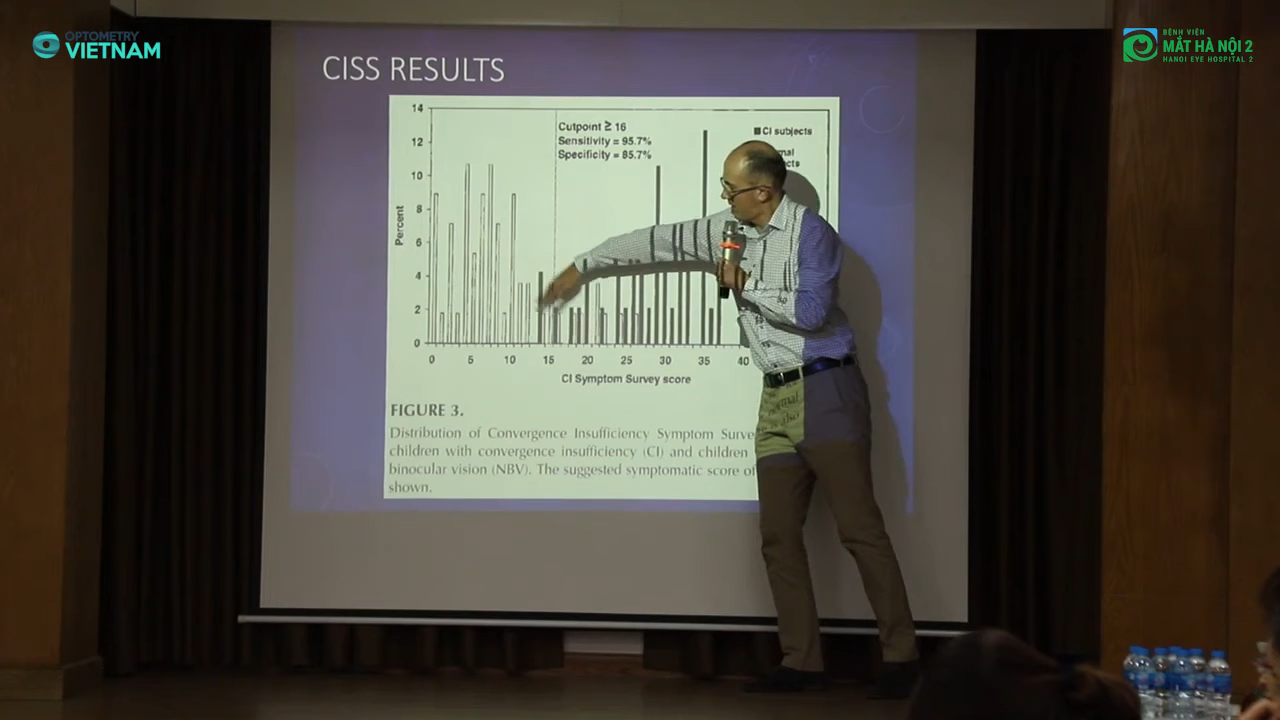 OPTOMETRY
VIETNAM
BỆNH VIỆN
MẮT HÀ NỘI 2
HANOI EYE HOSPITAL 2
CISS RESULTS
14
12
10
8
6
4
2
0
Percent
Cutpoint ≥ 16
Sensitivity = 95.7%
Specificity = 85.7%
CI subjects
0 5 10 15 20 25 30 35 40
CI Symptom Survey score
FIGURE 3.
Distribution of Convergence Insufficiency Symptom
children with convergence insufficiency (CI) and children
binocular vision (NBV). The suggested symptomatic score
shown.
normal
is also